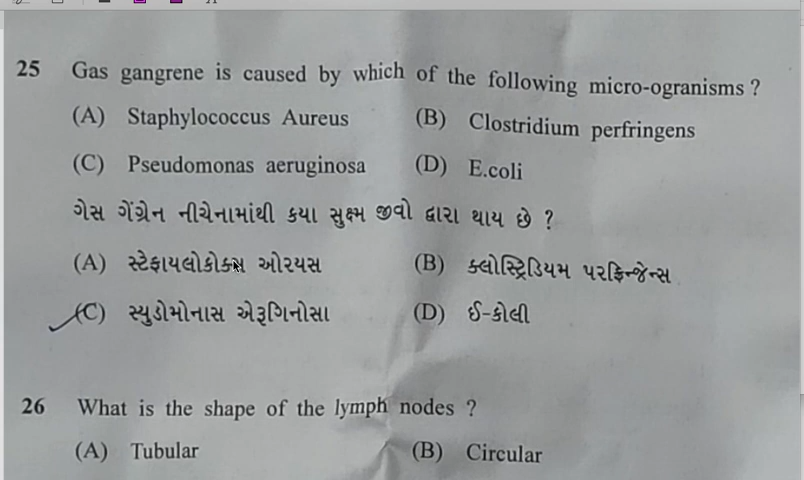 25 Gas gangrene is caused by which of the following micro-ogranisms ?
(A) Staphylococcus Aureus (B) Clostridium perfringens
(C) Pseudomonas aeruginosa (D) E.coli
ગેસ ગેંગ્રેન નીચેનામાંથી કયા સુક્ષ્મ જીવો દ્વારા થાય છે ?
(A) સ્ટેફાયલોકોક્સ ઓરયસ (B) ક્લોસ્ટ્રિડિયમ પરફ્રિન્જેન્સ
(C) સ્યુડોમોનાસ એરૂગિનોસા (D) ઈ-કોલી
26 What is the shape of the lymph nodes ?
(A) Tubular (B) Circular